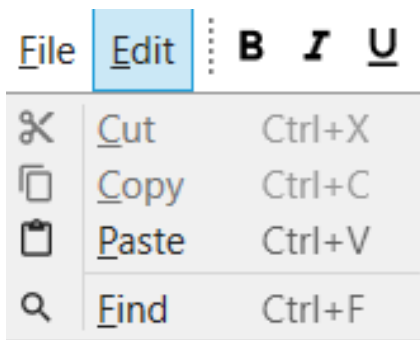 File Edit B I U
Cut Ctrl+X
Copy Ctrl+C
Paste Ctrl+V
Find Ctrl+F